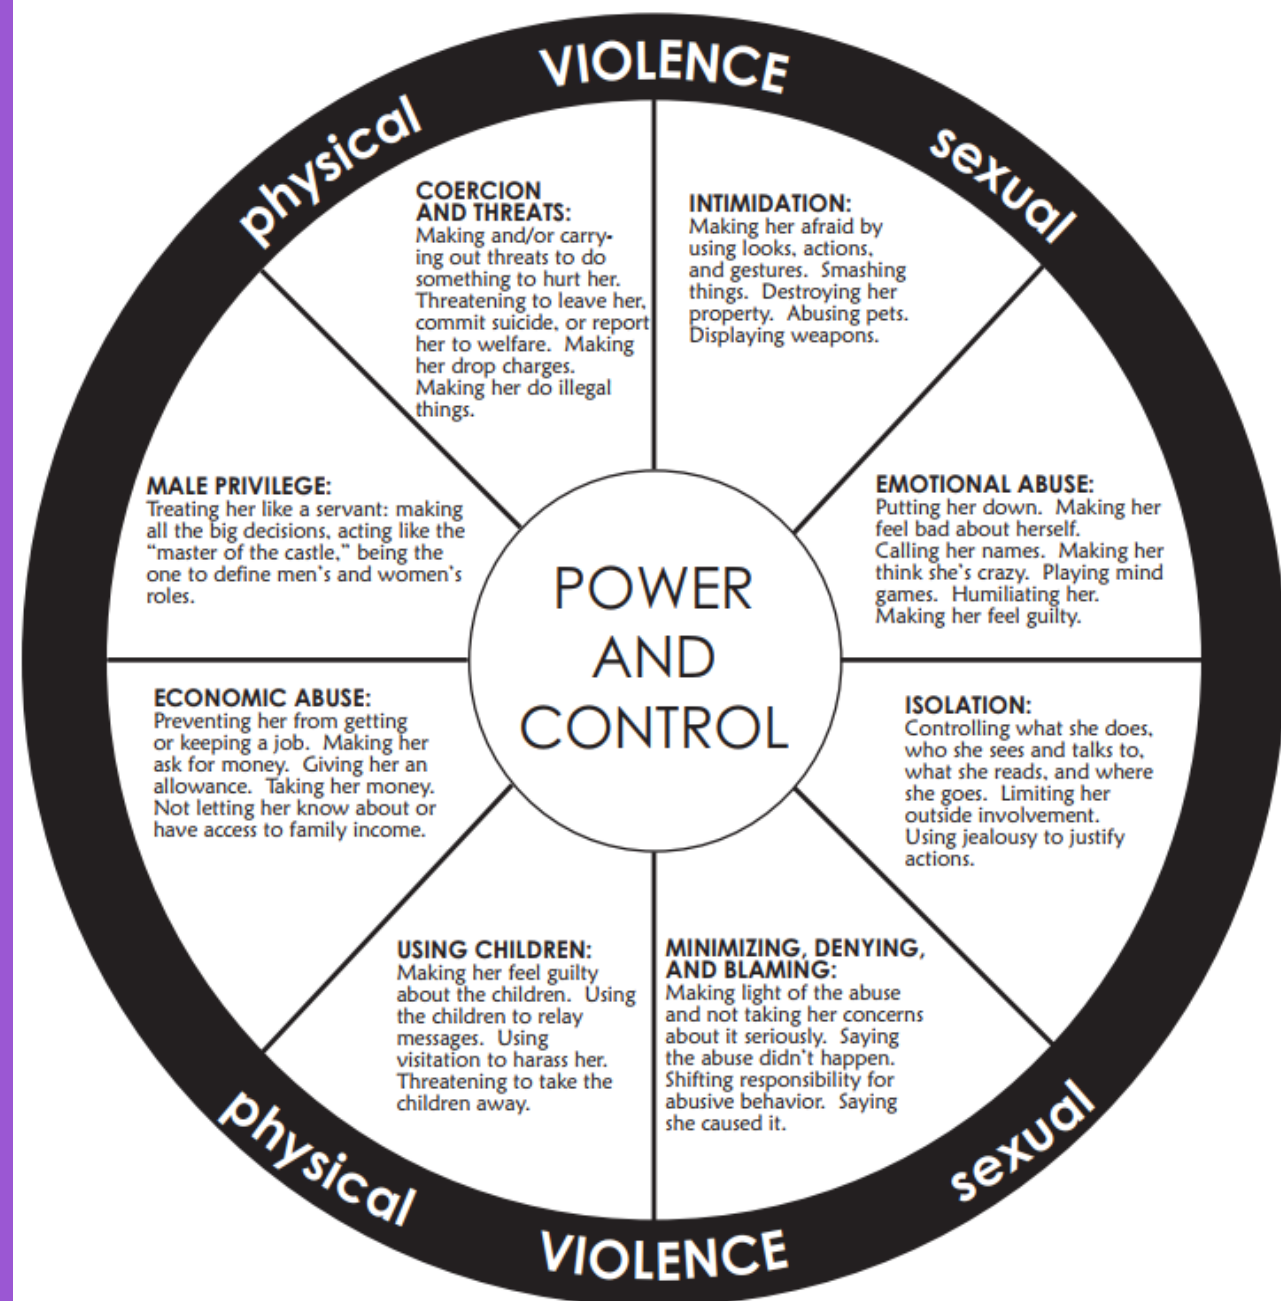 VIOLENCE
physical
sexual
COERCION
AND THREATS:
Making and/or carry-
ing out threats to do
something to hurt her.
Threatening to leave her,
commit suicide, or report
her to welfare.  Making
her drop charges.
Making her do illegal
things.
INTIMIDATION:
Making her afraid by
using looks, actions,
and gestures.  Smashing
things.  Destroying her
property.  Abusing pets.
Displaying weapons.
MALE PRIVILEGE:
Treating her like a servant: making
all the big decisions, acting like the
“master of the castle,” being the
one to define men’s and women’s
roles.
EMOTIONAL ABUSE:
Putting her down.  Making her
feel bad about herself.
Calling her names.  Making her
think she’s crazy.  Playing mind
games.  Humiliating her.
Making her feel guilty.
POWER
AND
CONTROL
ECONOMIC ABUSE:
Preventing her from getting
or keeping a job.  Making her
ask for money.  Giving her an
allowance.  Taking her money.
Not letting her know about or
have access to family income.
ISOLATION:
Controlling what she does,
who she sees and talks to,
what she reads, and where
she goes.  Limiting her
outside involvement.
Using jealousy to justify
actions.
USING CHILDREN:
Making her feel guilty
about the children.  Using
the children to relay
messages.  Using
visitation to harass her.
Threatening to take the
children away.
MINIMIZING, DENYING,
AND BLAMING:
Making light of the abuse
and not taking her concerns
about it seriously.  Saying
the abuse didn’t happen.
Shifting responsibility for
abusive behavior.  Saying
she caused it.
physical
sexual
VIOLENCE